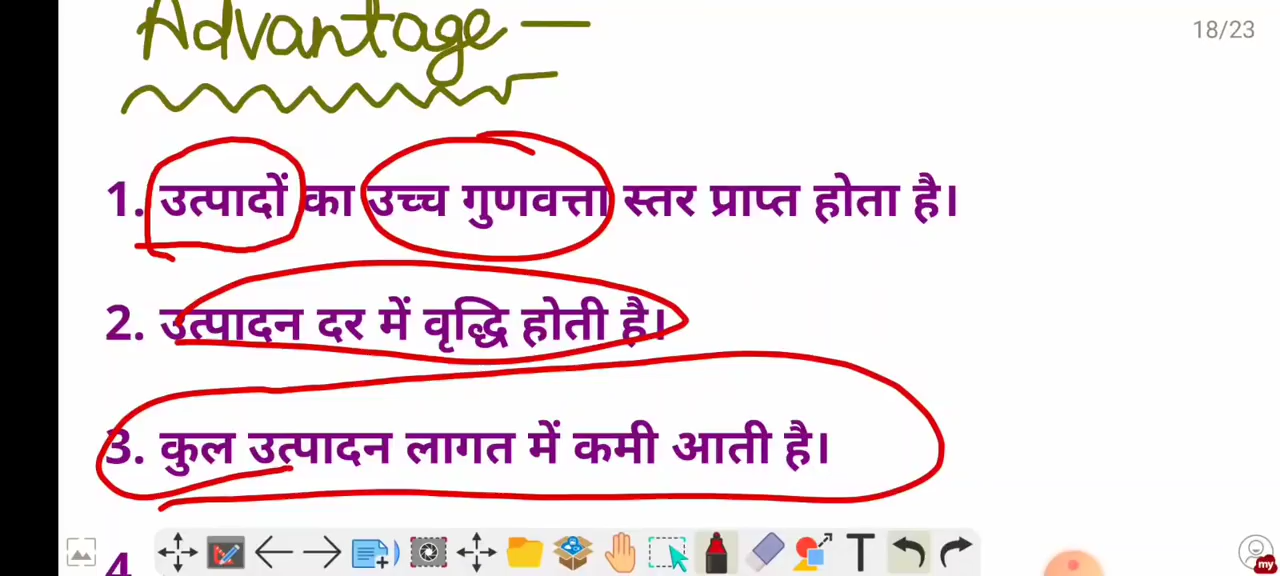 Advantage —
18/23
1. उत्पादों का उच्च गुणवत्ता स्तर प्राप्त होता है।
2. उत्पादन दर में वृद्धि होती है।
3. कुल उत्पादन लागत में कमी आती है।
4
T
my